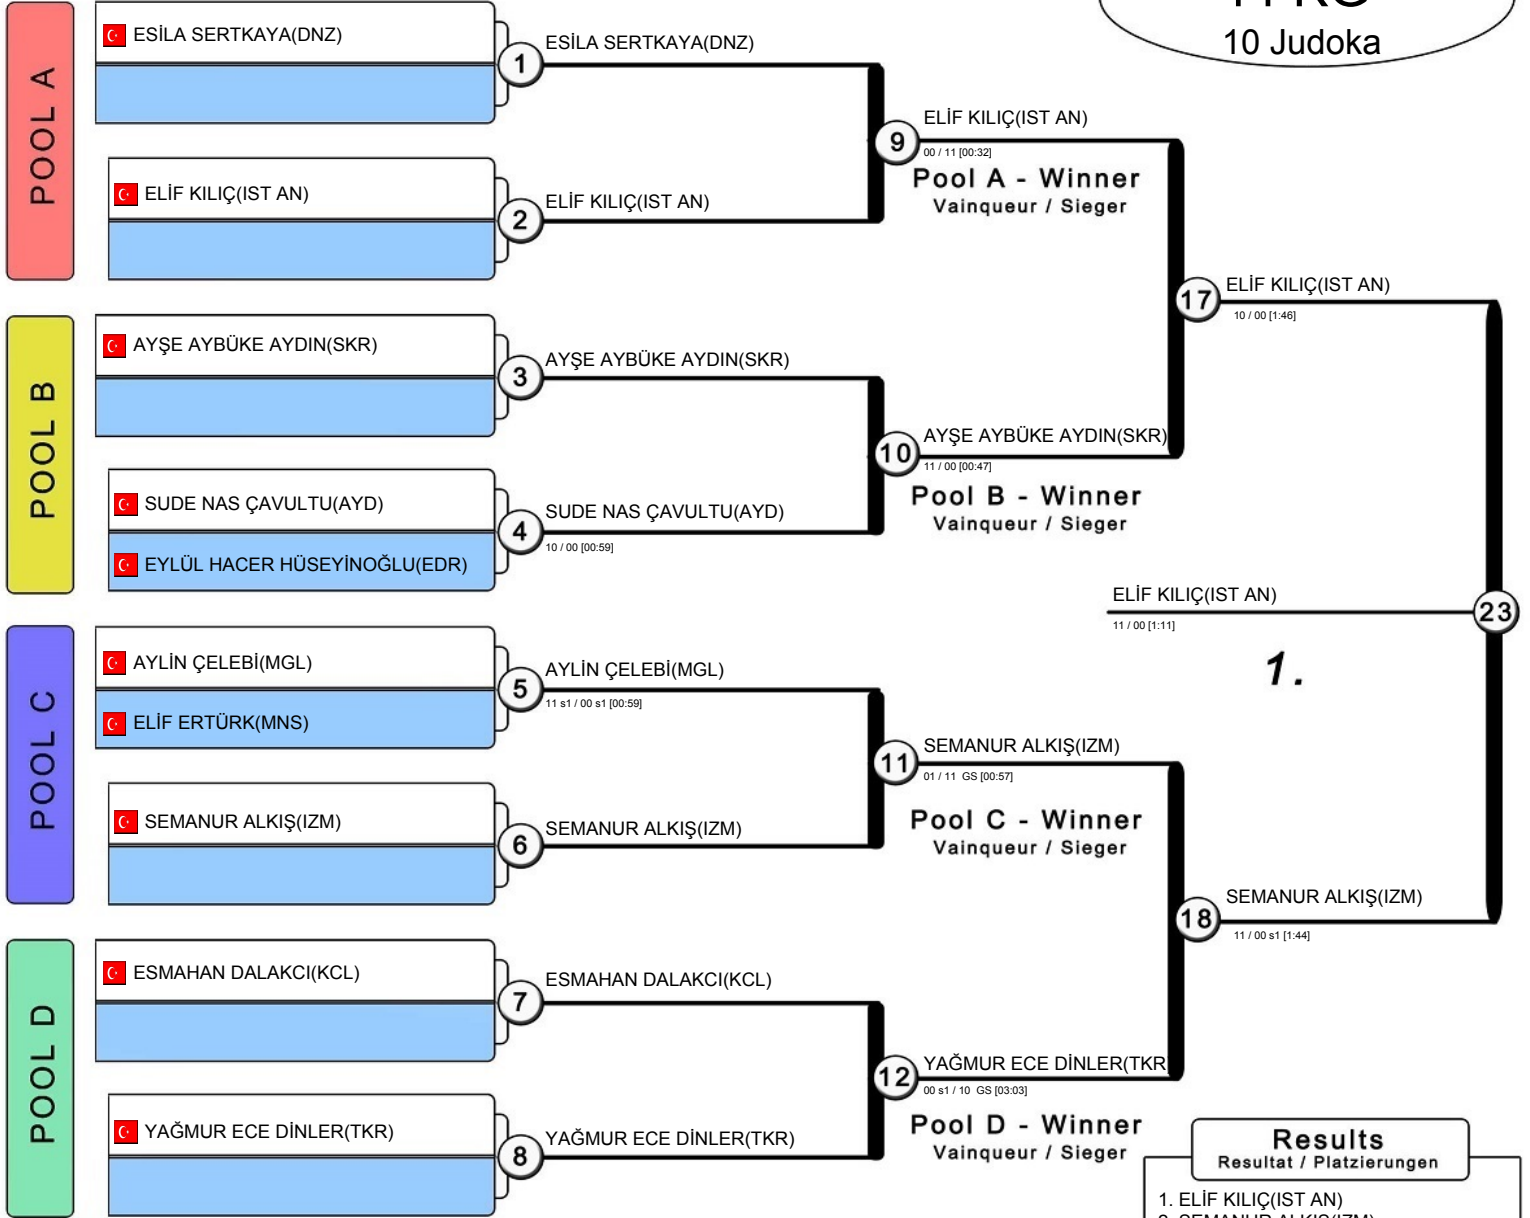 10 Judoka
POOL A
ESİLA SERTKAYA(DNZ)
1
ESİLA SERTKAYA(DNZ)
ELİF KILIÇ(IST AN)
2
ELİF KILIÇ(IST AN)
9
ELİF KILIÇ(IST AN)
00 / 11 [00:32]
Pool A - Winner
Vainqueur / Sieger
POOL B
AYŞE AYBÜKE AYDIN(SKR)
3
AYŞE AYBÜKE AYDIN(SKR)
SUDE NAS ÇAVULTU(AYD)
EYLÜL HACER HÜSEYİNOĞLU(EDR)
4
SUDE NAS ÇAVULTU(AYD)
10 / 00 [00:59]
10
AYŞE AYBÜKE AYDIN(SKR)
11 / 00 [00:47]
Pool B - Winner
Vainqueur / Sieger
17
ELİF KILIÇ(IST AN)
10 / 00 [1:46]
POOL C
AYLİN ÇELEBİ(MGL)
ELİF ERTÜRK(MNS)
5
AYLİN ÇELEBİ(MGL)
11 s1 / 00 s1 [00:59]
SEMANUR ALKIŞ(IZM)
6
SEMANUR ALKIŞ(IZM)
11
SEMANUR ALKIŞ(IZM)
01 / 11 GS [00:57]
Pool C - Winner
Vainqueur / Sieger
POOL D
ESMAHAN DALAKCI(KCL)
7
ESMAHAN DALAKCI(KCL)
YAĞMUR ECE DİNLER(TKR)
8
YAĞMUR ECE DİNLER(TKR)
12
YAĞMUR ECE DİNLER(TKR
00 s1 / 10 GS [03:03]
Pool D - Winner
Vainqueur / Sieger
18
SEMANUR ALKIŞ(IZM)
11 / 00 s1 [1:44]
ELİF KILIÇ(IST AN)
23
11 / 00 [1:11]
1.
Results
Resultat / Platzierungen
1. ELİF KILIÇ(IST AN)
2. SEMANUR ALKIŞ(IZM)